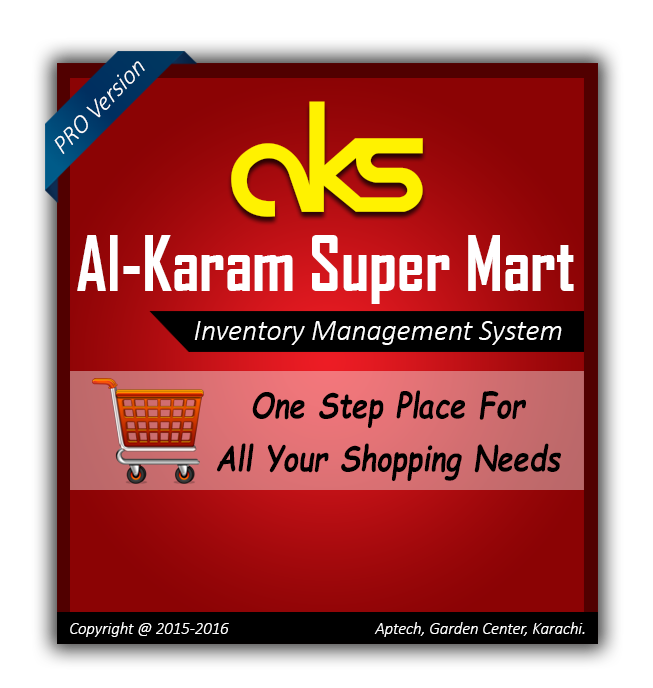 PRO Version
aks
Al-Karam Super Mart
Inventory Management System
One Step Place For
All Your Shopping Needs
Copyright @ 2015-2016
Aptech, Garden Center, Karachi.